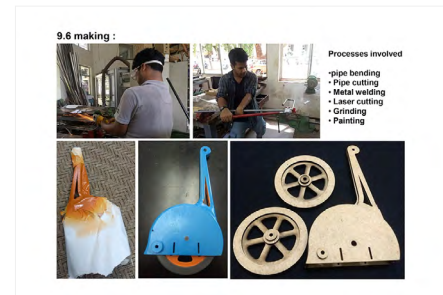 9.6 making :
Processes involved
•pipe bending
• Pipe cutting
• Metal welding
• Laser cutting
• Grinding
• Painting